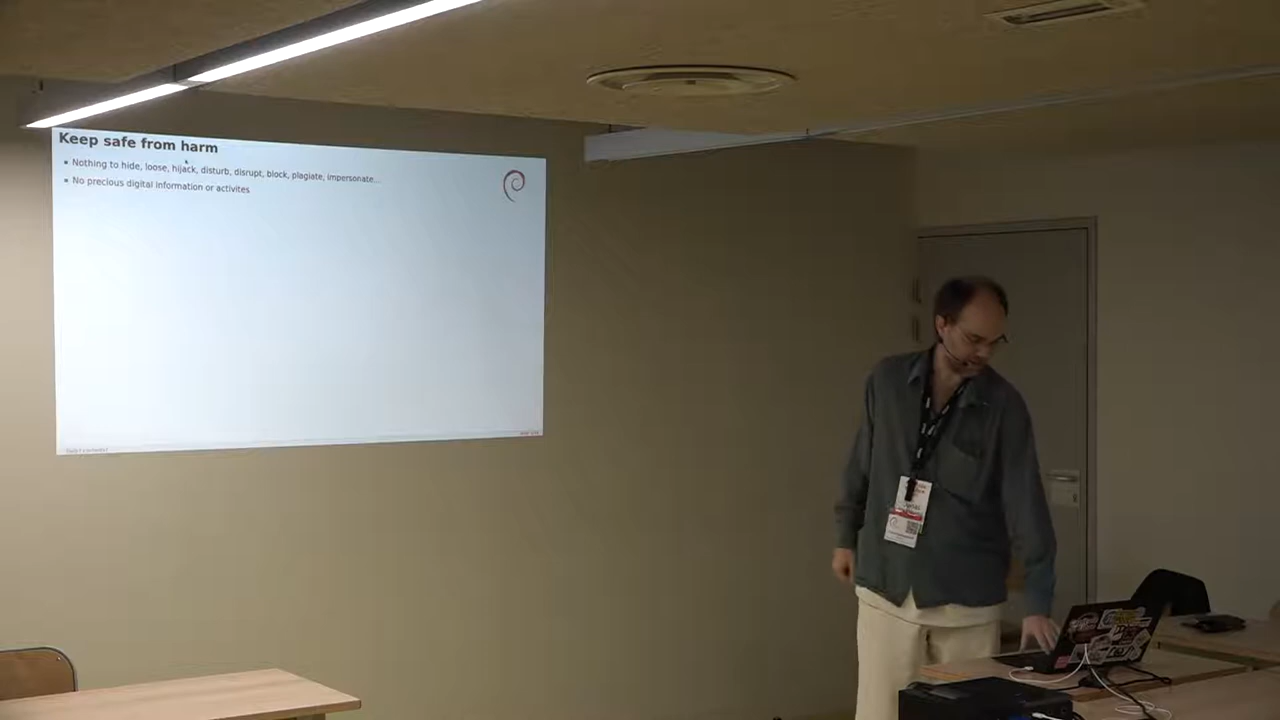 Keep safe from harm
Nothing to hide, loose, hijack, disturb, disrupt, block, plagiate, impersonate...
No precious digital information or activites